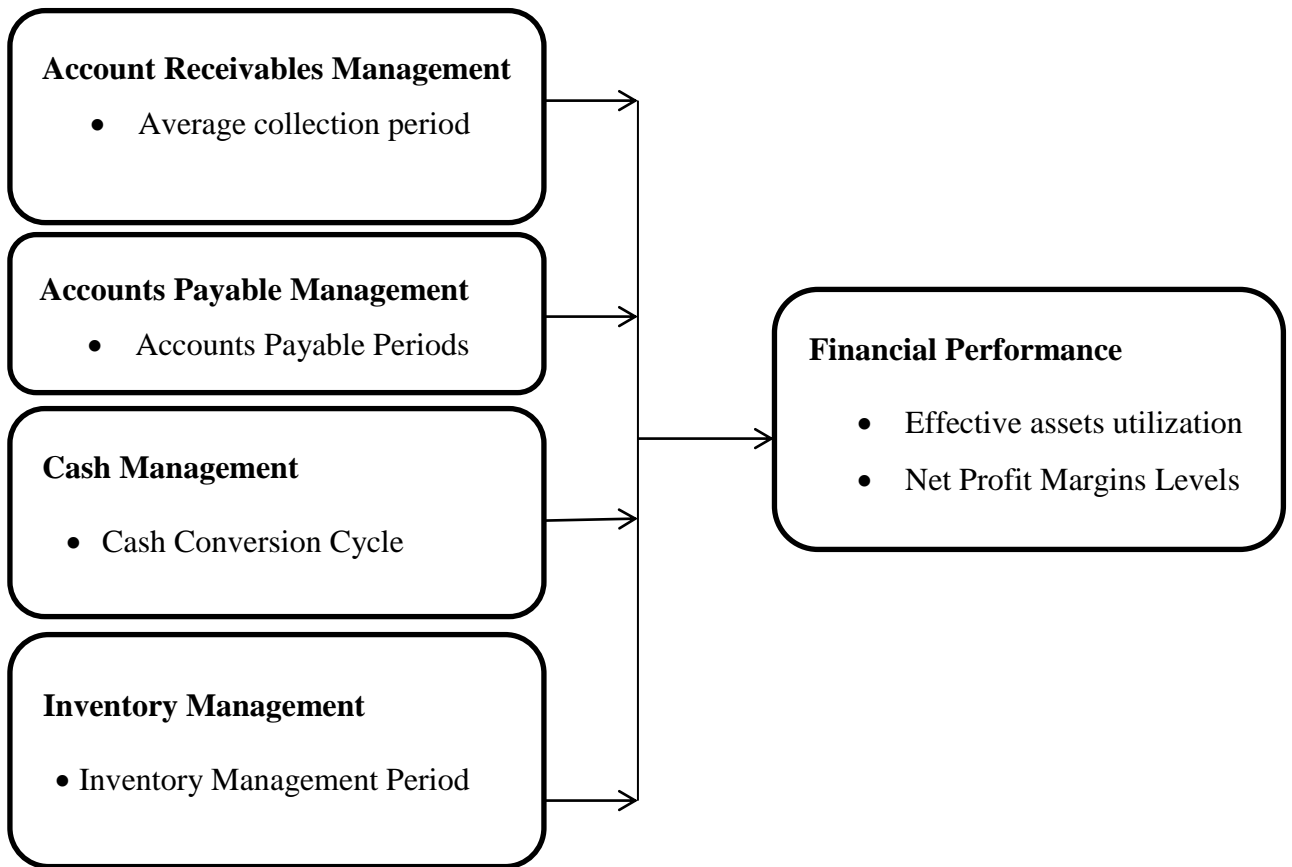 Account Receivables Management
• Average collection period
Accounts Payable Management
• Accounts Payable Periods
Cash Management
• Cash Conversion Cycle
Inventory Management
• Inventory Management Period
Financial Performance
• Effective assets utilization
• Net Profit Margins Levels